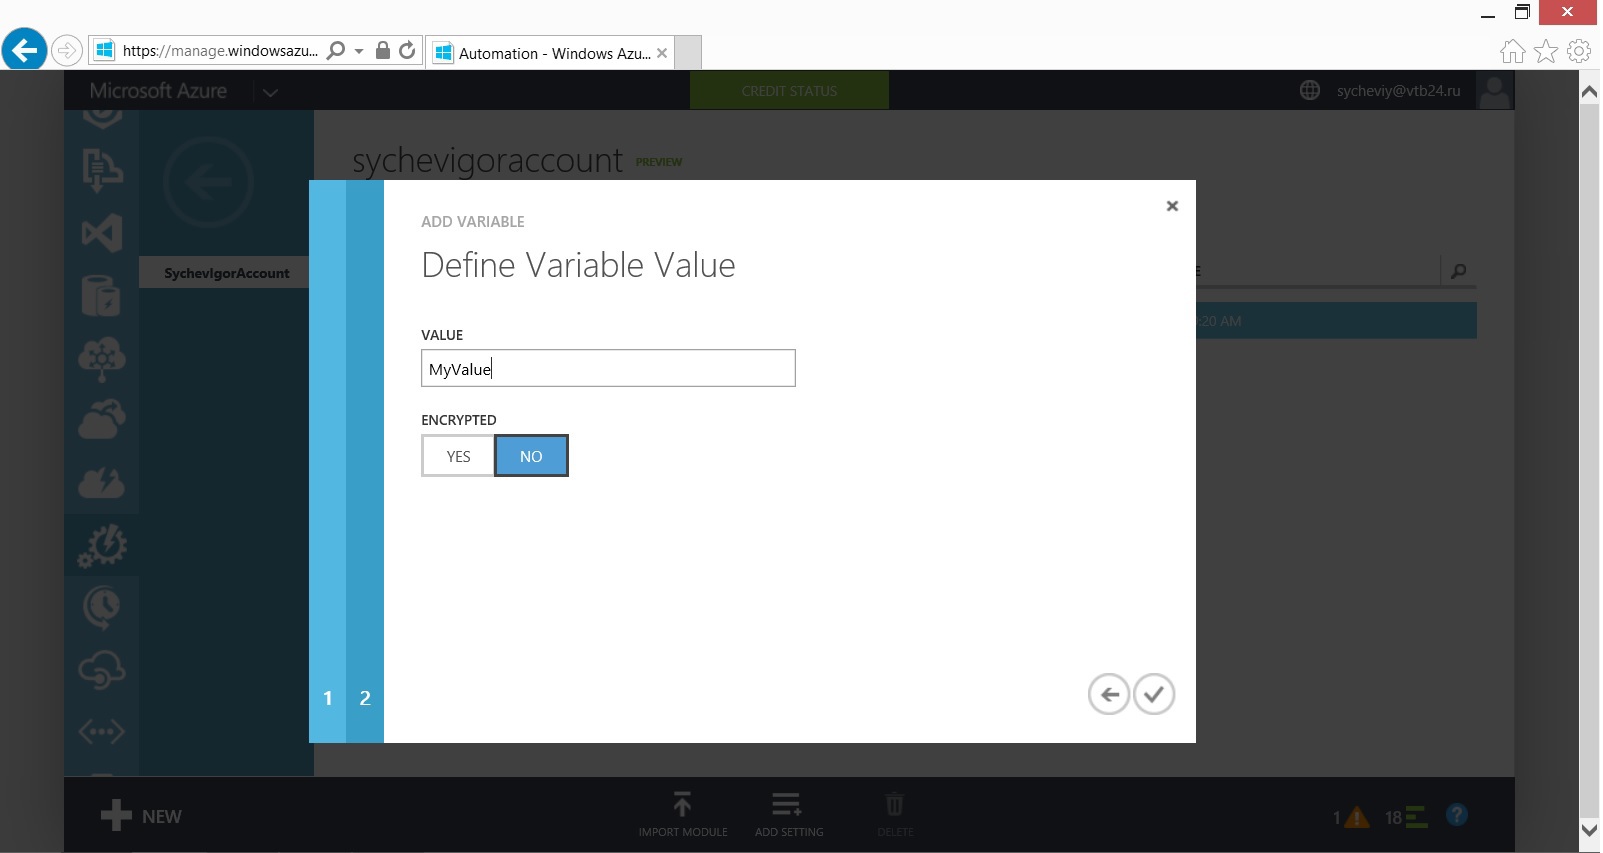 https://manage.windowsazu...
Automation - Windows Azu...
Microsoft Azure
CREDIT STATUS
sycheviy@vtb24.ru
sychevigoraccount PREVIEW
SychevIgorAccount
ADD VARIABLE
Define Variable Value
VALUE
MyValue
ENCRYPTED
YES
NO
:20 AM
1 2
NEW
IMPORT MODULE
ADD SETTING
DELETE
1
18
?